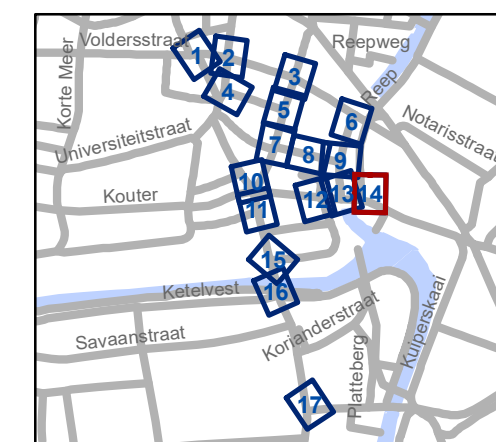 Voldersstraat
Reepweg
Korte Meer
Reep
Notarisstraat
Universiteitstraat
Kouter
Ketelvest
Savaanstraat
Korianderstraat
Platteberg
Kuiperskaai
1
2
3
4
5
6
7
8
9
10
11
12
13
14
15
16
17